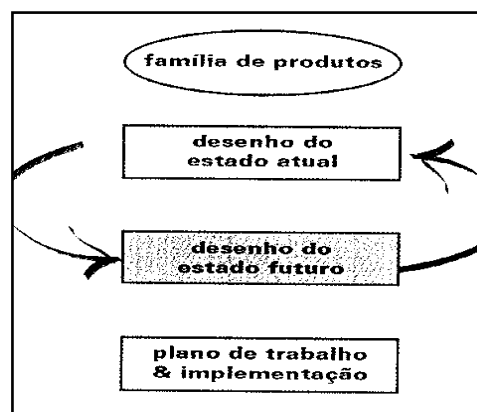 família de produtos
desenho do
estado atual
desenho do
estado futuro
plano de trabalho
& implementação